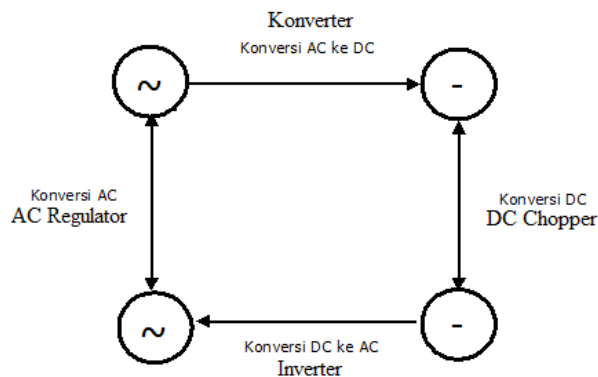 Konverter
Konversi AC ke DC
~
-
Konversi AC
AC Regulator
Konversi DC
DC Chopper
~
-
Konversi DC ke AC
Inverter